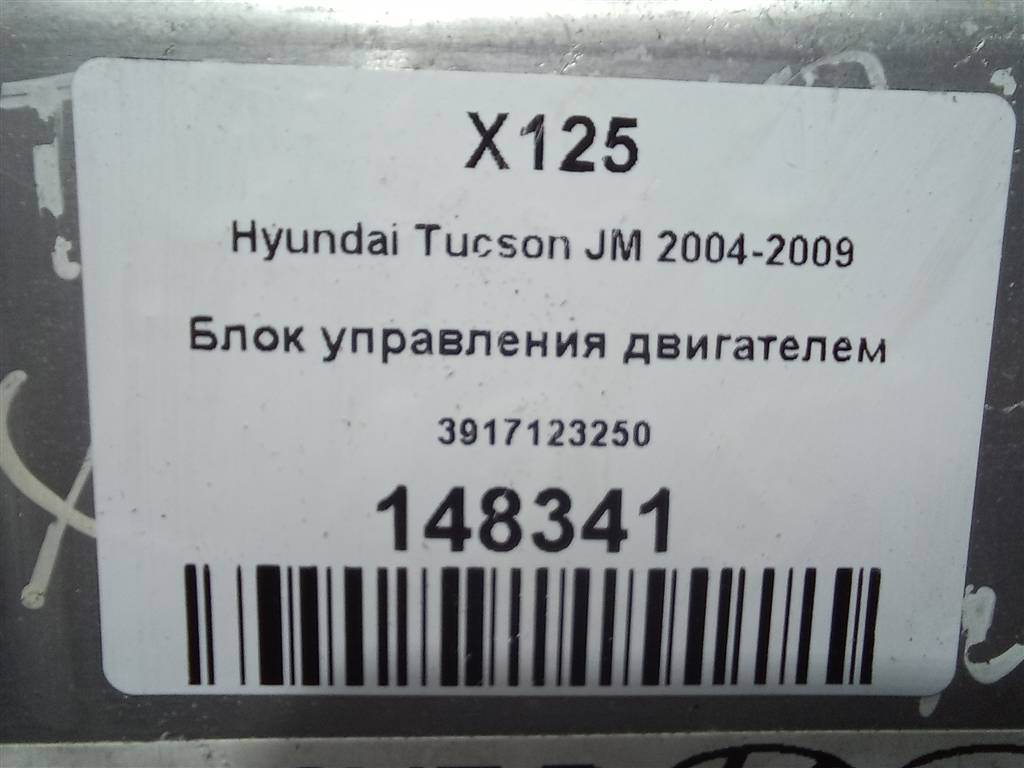 X125
Hyundai Tucson JM 2004-2009
Блок управления двигателем
3917123250
148341